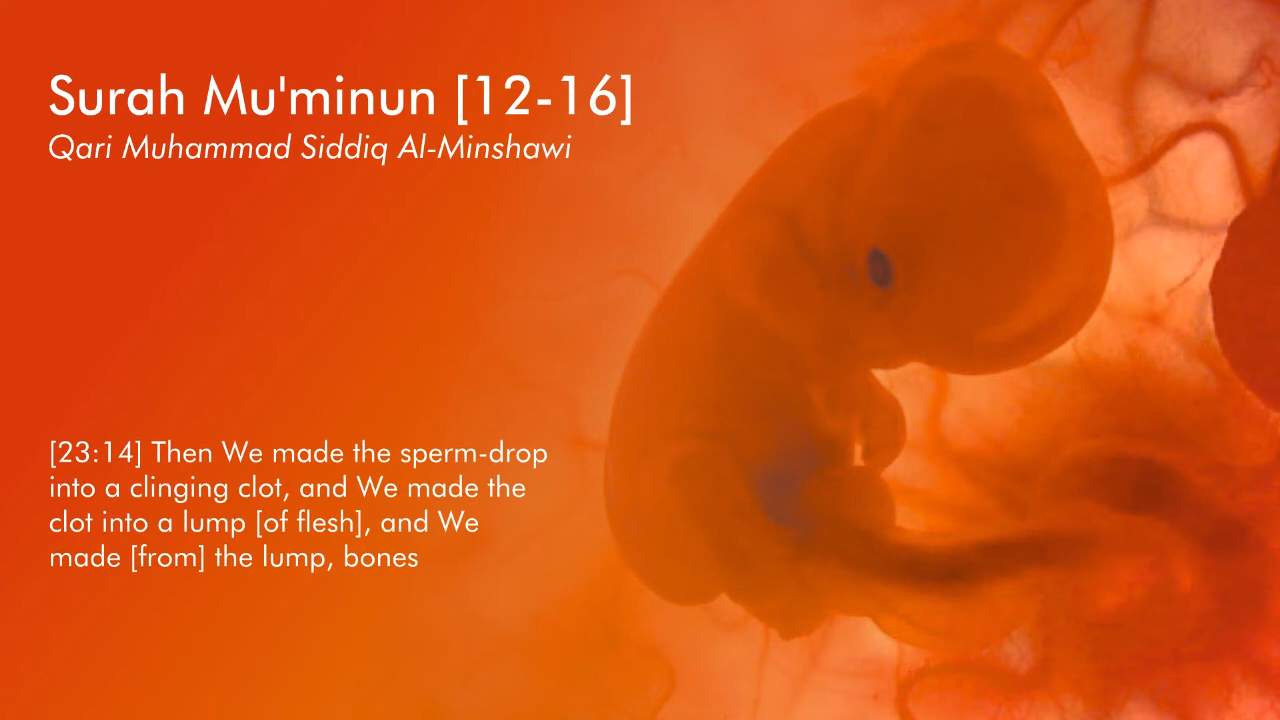 Surah Mu'minun [12-16]
Qari Muhammad Siddiq Al-Minshawi
[23:14] Then We made the sperm-drop
into a clinging clot, and We made the
clot into a lump [of flesh], and We
made [from] the lump, bones